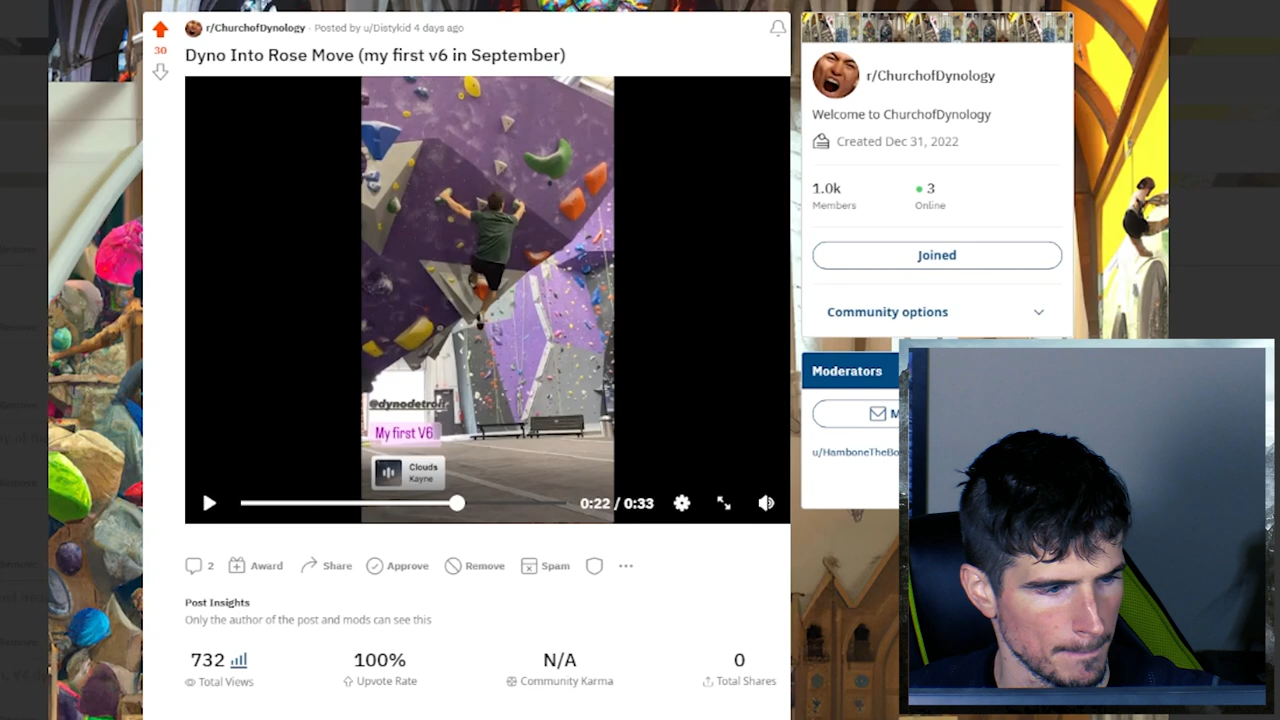 r/ChurchofDynology · Posted by u/Distykid 4 days ago
30
Dyno Into Rose Move (my first v6 in September)
@dynodetroit
My first V6
Clouds
Kayne
0:22 / 0:33
2 Award Share Approve Remove Spam
Post Insights
Only the author of the post and mods can see this
732 100% N/A 0
Total Views Upvote Rate Community Karma Total Shares
r/ChurchofDynology
Welcome to ChurchofDynology
Created Dec 31, 2022
1.0k 3
Members Online
Joined
Community options
Moderators
M
u/HamboneTheBo